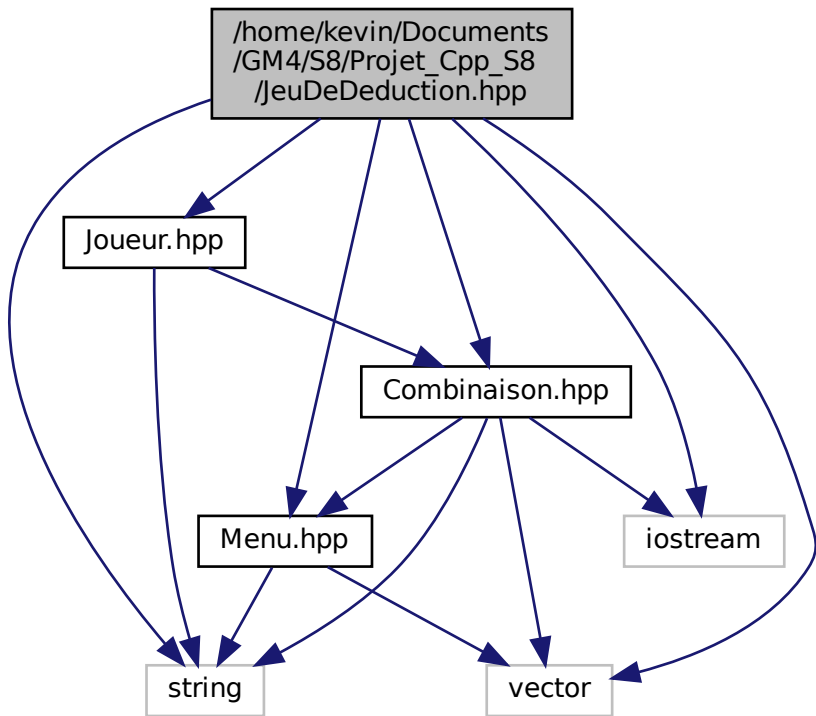 /home/kevin/Documents
/GM4/S8/Projet_Cpp_S8
/JeuDeDeduction.hpp
Joueur.hpp
Combinaison.hpp
Menu.hpp
iostream
string
vector